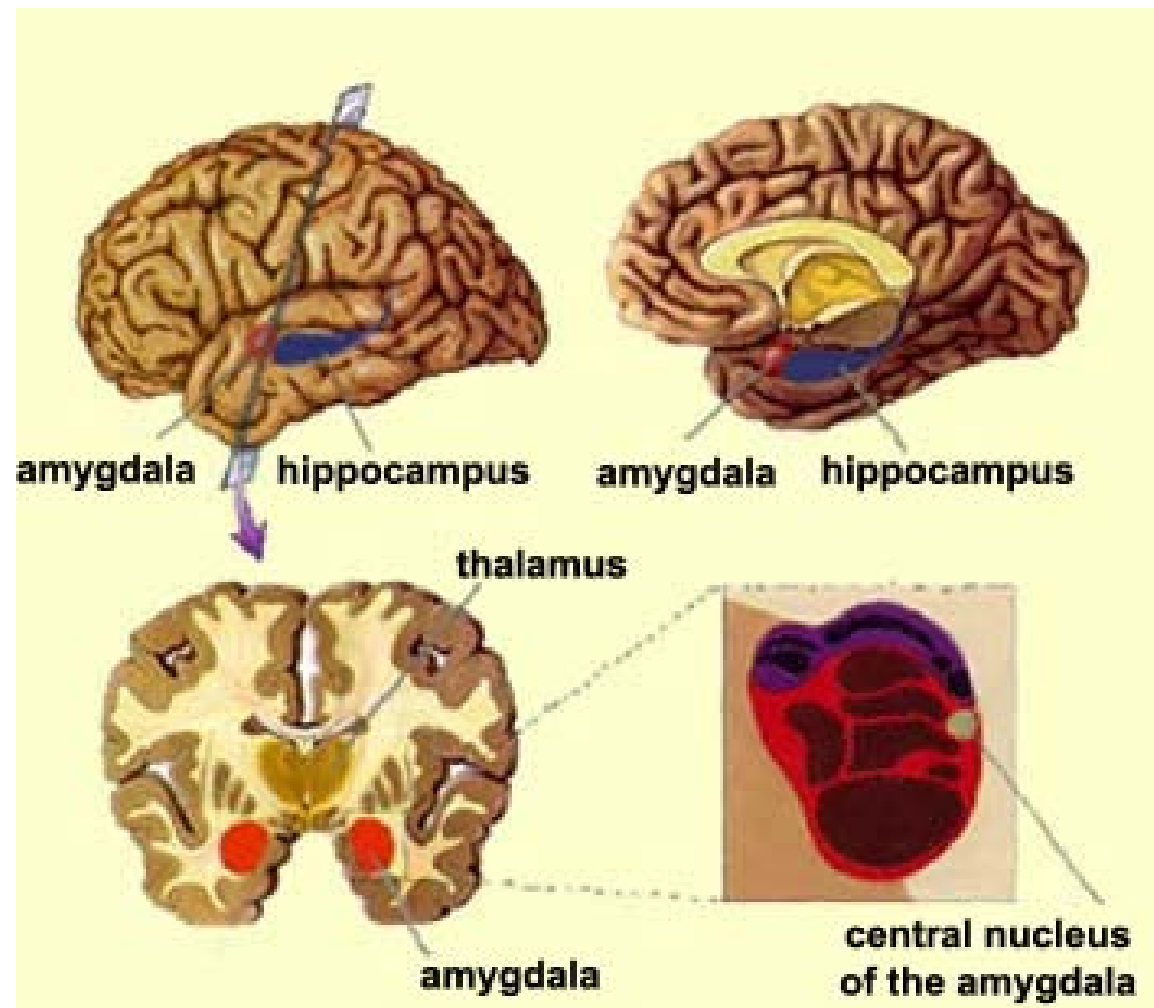 amygdala
hippocampus
amygdala
hippocampus
thalamus
amygdala
central nucleus
of the amygdala